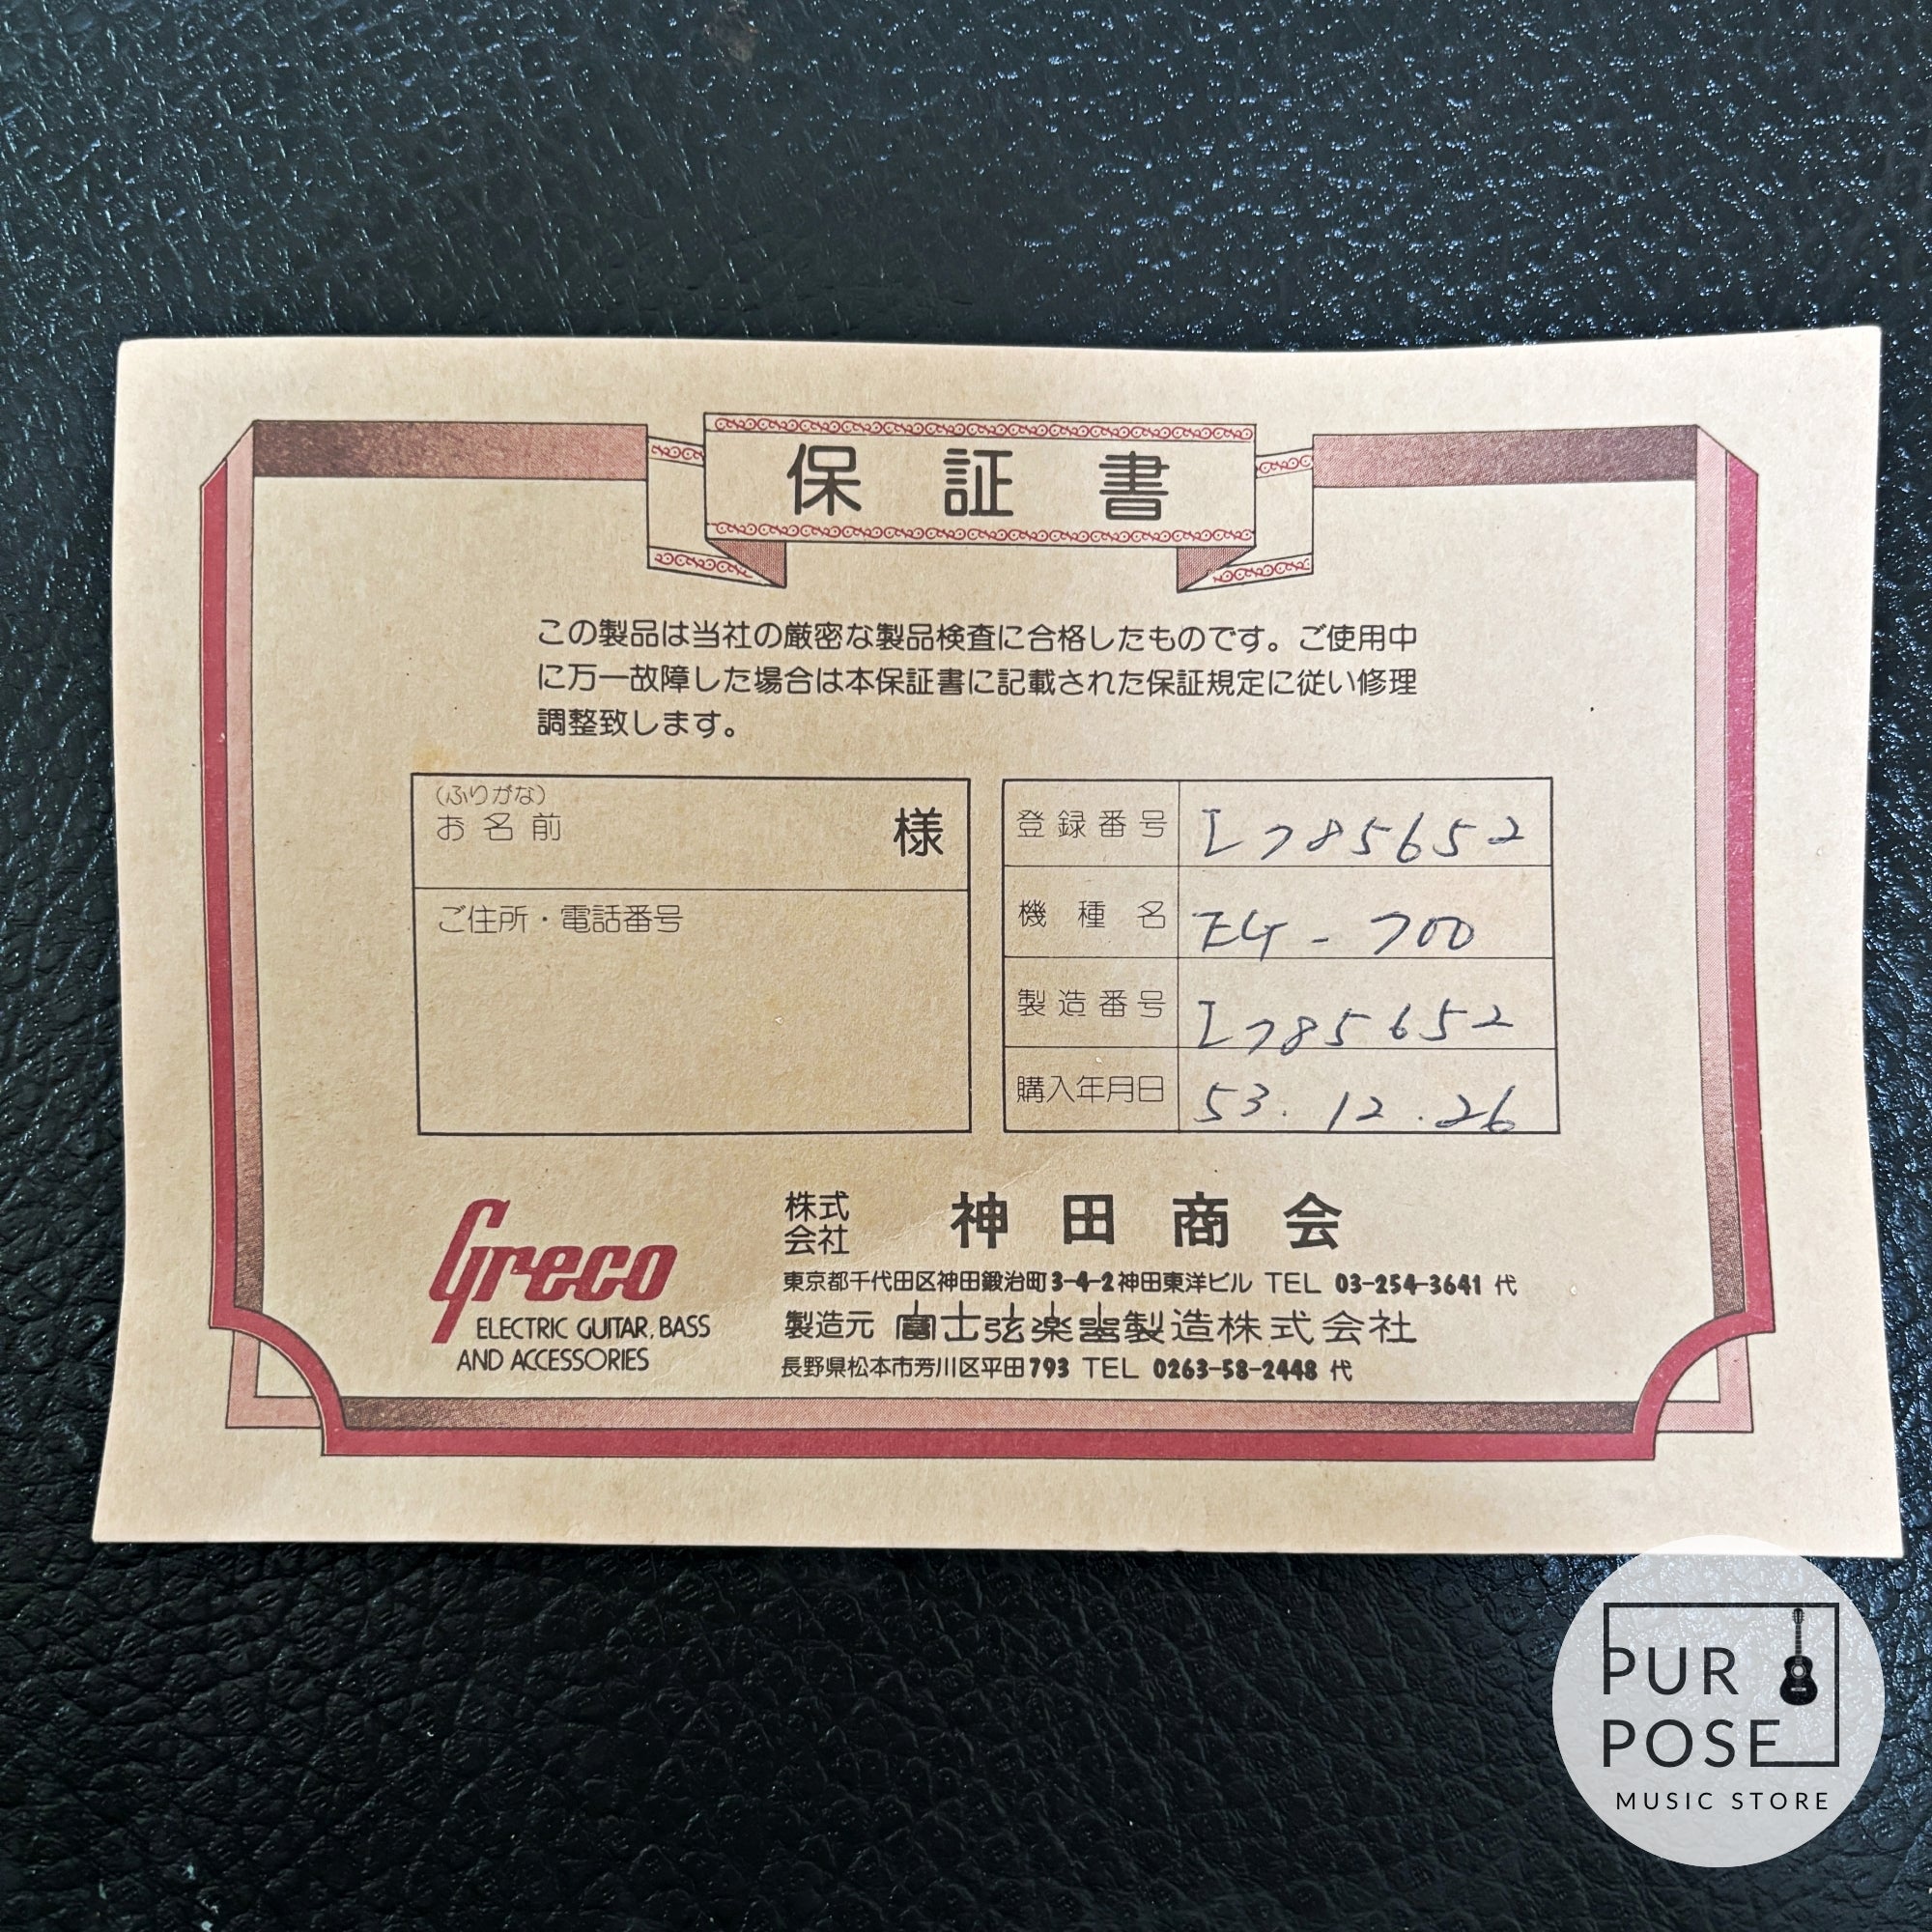 保証書
この製品は当社の厳密な製品検査に合格したものです。ご使用中
に万一故障した場合は本保証書に記載された保証規定に従い修理
調整致します。
(ふりがな)
お名前 様
ご住所・電話番号
登録番号 L785652
機種名 EG-700
製造番号 L785652
購入年月日 53.12.26
Greco
ELECTRIC GUITAR, BASS
AND ACCESSORIES
株式会社 神田商会
東京都千代田区神田鍛治町3-4-2神田東洋ビル TEL 03-254-3641 代
製造元 富士弦楽器製造株式会社
長野県松本市芳川区平田793 TEL 0263-58-2448 代
PUR
POSE
MUSIC STORE